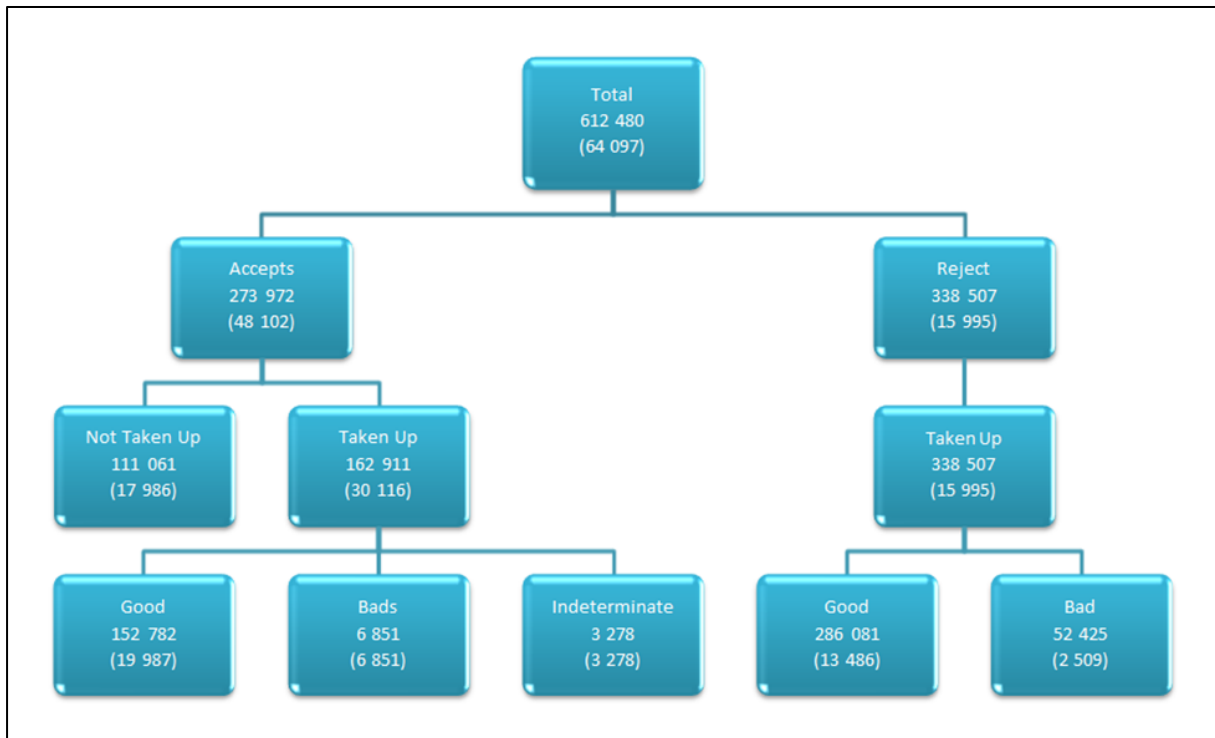 Total
612 480
(64 097)
Accepts
273 972
(48 102)
Reject
338 507
(15 995)
Not Taken Up
111 061
(17 986)
Taken Up
162 911
(30 116)
Taken Up
338 507
(15 995)
Good
152 782
(19 987)
Bads
6 851
(6 851)
Indeterminate
3 278
(3 278)
Good
286 081
(13 486)
Bad
52 425
(2 509)